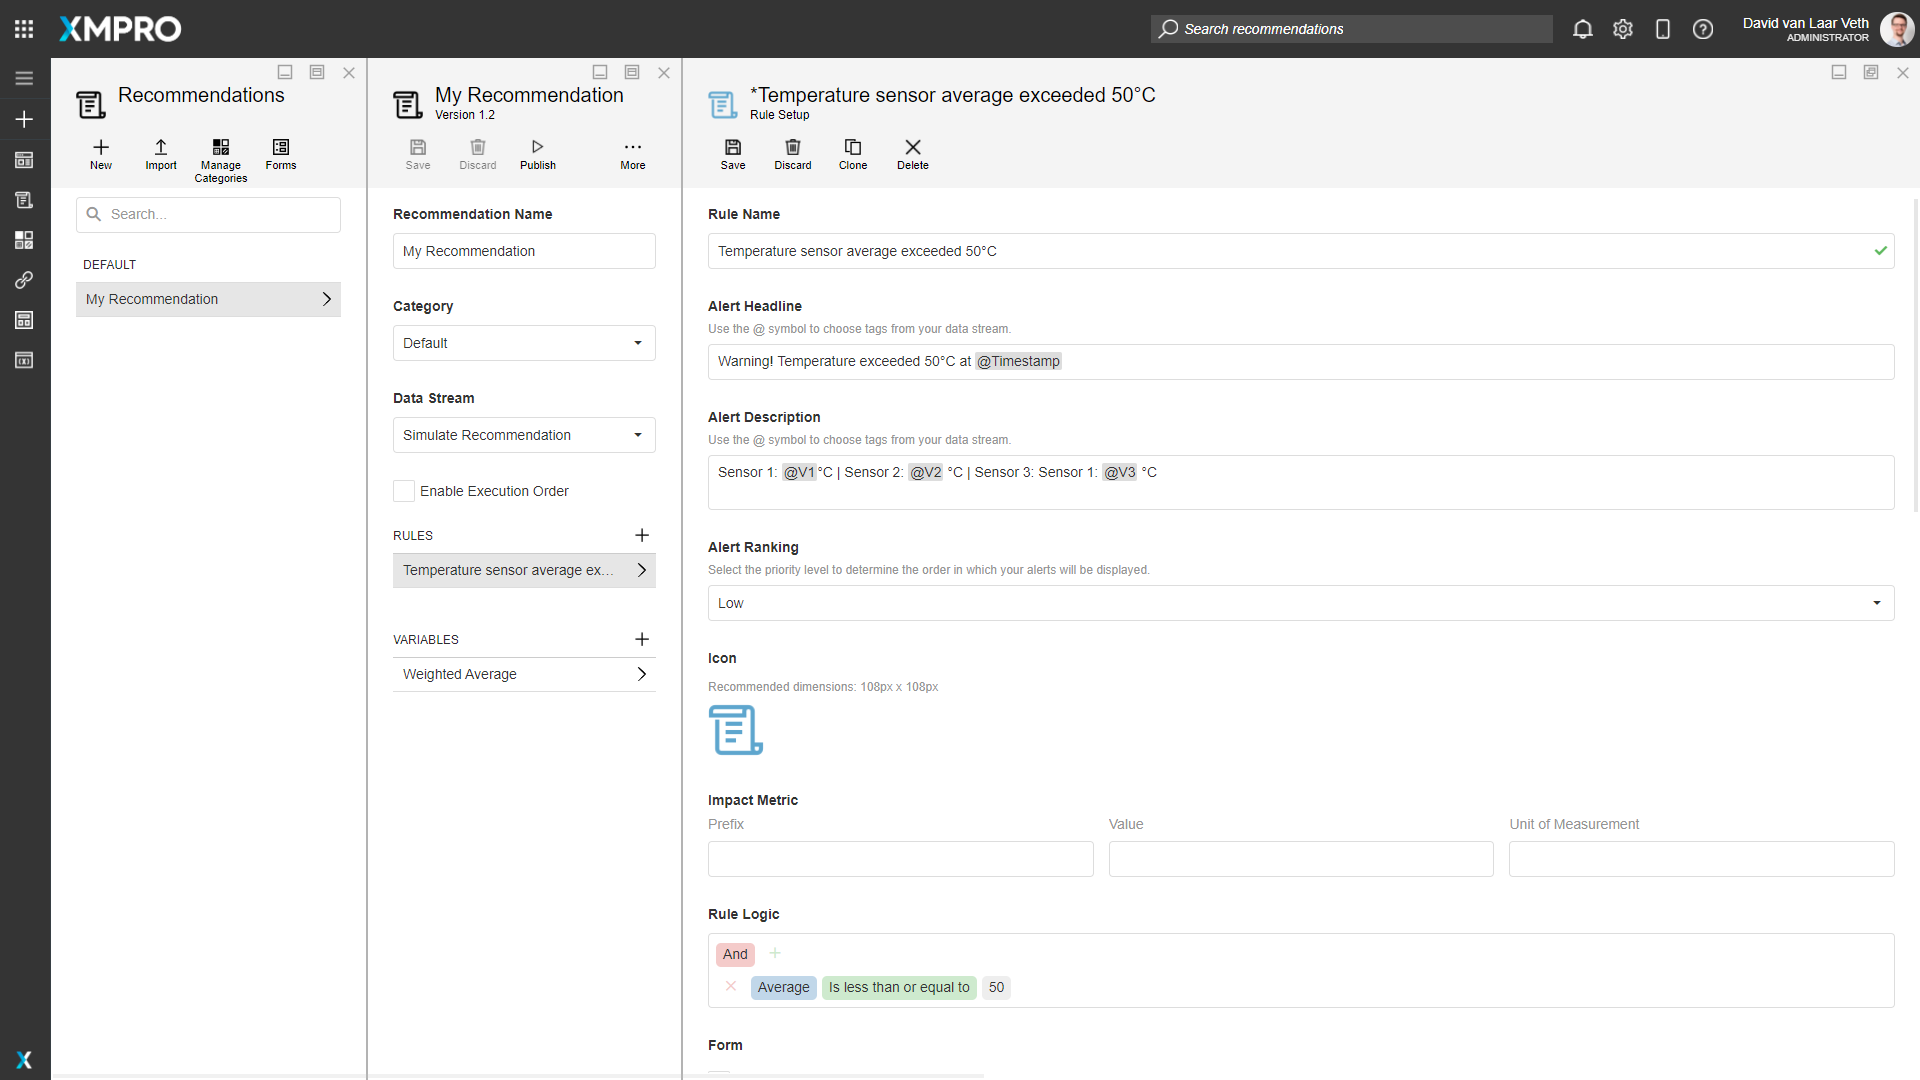 XMPRO
Search recommendations
David van Laar Veth
ADMINISTRATOR
Recommendations
New
Import
Manage
Categories
Forms
Search...
DEFAULT
My Recommendation
My Recommendation
Version 1.2
Save
Discard
Publish
More
Recommendation Name
My Recommendation
Category
Default
Data Stream
Simulate Recommendation
Enable Execution Order
RULES
Temperature sensor average ex...
VARIABLES
Weighted Average
*Temperature sensor average exceeded 50°C
Rule Setup
Save
Discard
Clone
Delete
Rule Name
Temperature sensor average exceeded 50°C
Alert Headline
Use the @ symbol to choose tags from your data stream.
Warning! Temperature exceeded 50°C at @Timestamp
Alert Description
Use the @ symbol to choose tags from your data stream.
Sensor 1: @V1°C | Sensor 2: @V2 °C | Sensor 3: Sensor 1: @V3 °C
Alert Ranking
Select the priority level to determine the order in which your alerts will be displayed.
Low
Icon
Recommended dimensions: 108px x 108px
Impact Metric
Prefix
Value
Unit of Measurement
Rule Logic
And
Average Is less than or equal to 50
Form
X